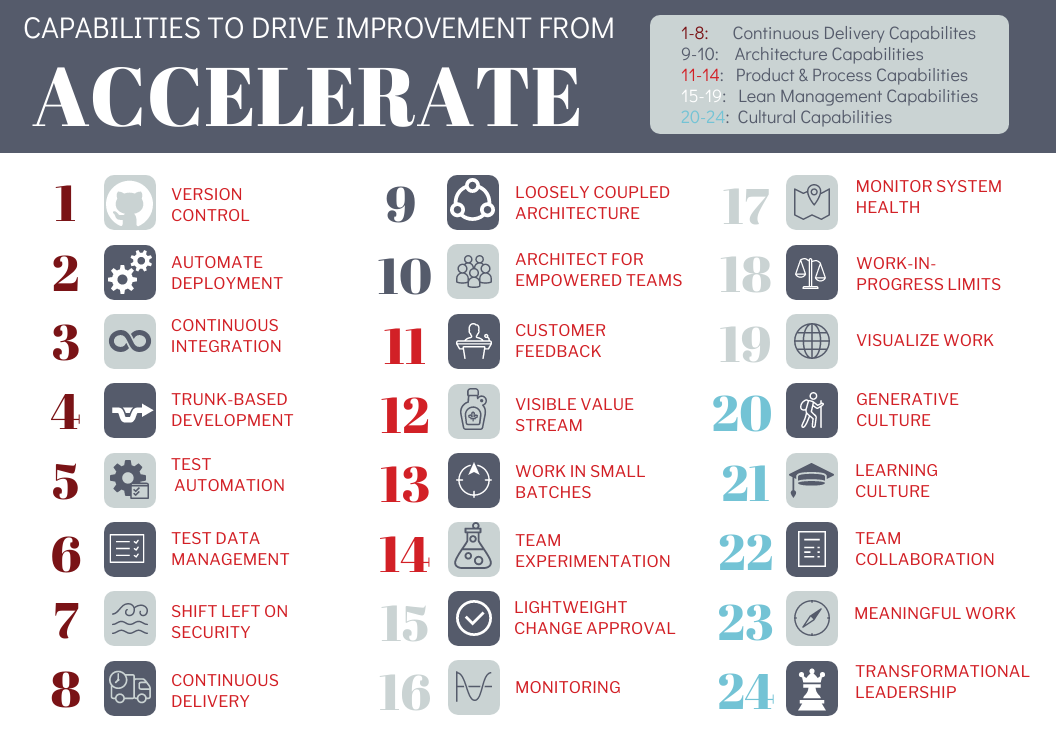 CAPABILITIES TO DRIVE IMPROVEMENT FROM
ACCELERATE
1-8: Continuous Delivery Capabilites
9-10: Architecture Capabilities
11-14: Product & Process Capabilities
15-19: Lean Management Capabilities
20-24: Cultural Capabilities
1 VERSION
CONTROL
2 AUTOMATE
DEPLOYMENT
3 CONTINUOUS
INTEGRATION
4 TRUNK-BASED
DEVELOPMENT
5 TEST
AUTOMATION
6 TEST DATA
MANAGEMENT
7 SHIFT LEFT ON
SECURITY
8 CONTINUOUS
DELIVERY
9 LOOSELY COUPLED
ARCHITECTURE
10 ARCHITECT FOR
EMPOWERED TEAMS
11 CUSTOMER
FEEDBACK
12 VISIBLE VALUE
STREAM
13 WORK IN SMALL
BATCHES
14 TEAM
EXPERIMENTATION
15 LIGHTWEIGHT
CHANGE APPROVAL
16 MONITORING
17 MONITOR SYSTEM
HEALTH
18 WORK-IN-
PROGRESS LIMITS
19 VISUALIZE WORK
20 GENERATIVE
CULTURE
21 LEARNING
CULTURE
22 TEAM
COLLABORATION
23 MEANINGFUL WORK
24 TRANSFORMATIONAL
LEADERSHIP